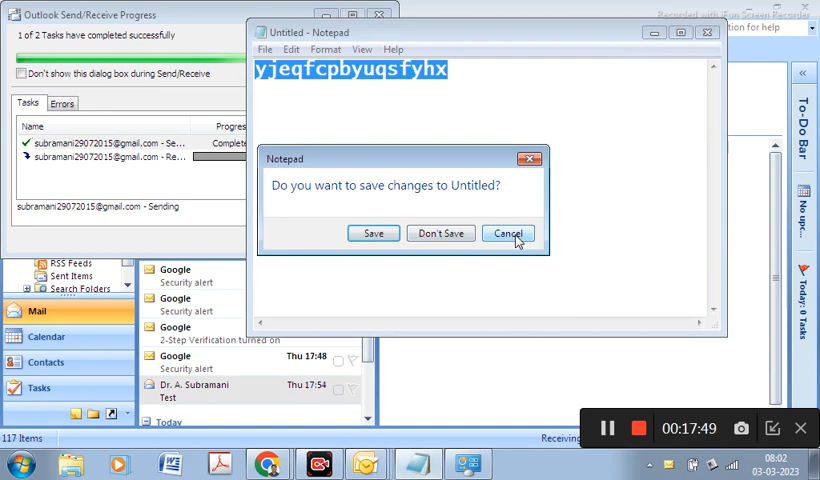 Outlook Send/Receive Progress
1 of 2 Tasks have completed successfully
Don't show this dialog box during Send/Receive
Tasks
Errors
Name
Progres
subramani29072015@gmail.com - Se...
Complete
subramani29072015@gmail.com - Re...
subramani29072015@gmail.com - Sending
Untitled - Notepad
Recorded with iFun Screen Recorder
File Edit Format View Help
yjeqfcpbyuqsfyhx
Notepad
Do you want to save changes to Untitled?
Save
Don't Save
Cancel
RSS Feeds
Sent Items
Search Folders
Mail
Calendar
Contacts
Tasks
Google
Security alert
Google
Security alert
Google
2-Step Verification turned on
Google
Thu 17:48
Security alert
Dr. A. Subramani
Thu 17:54
Test
Today
117 Items
Receiving
ion for help
To-Do Bar
No upc...
Today: 0 Tasks
00:17:49
08:02
03-03-2023